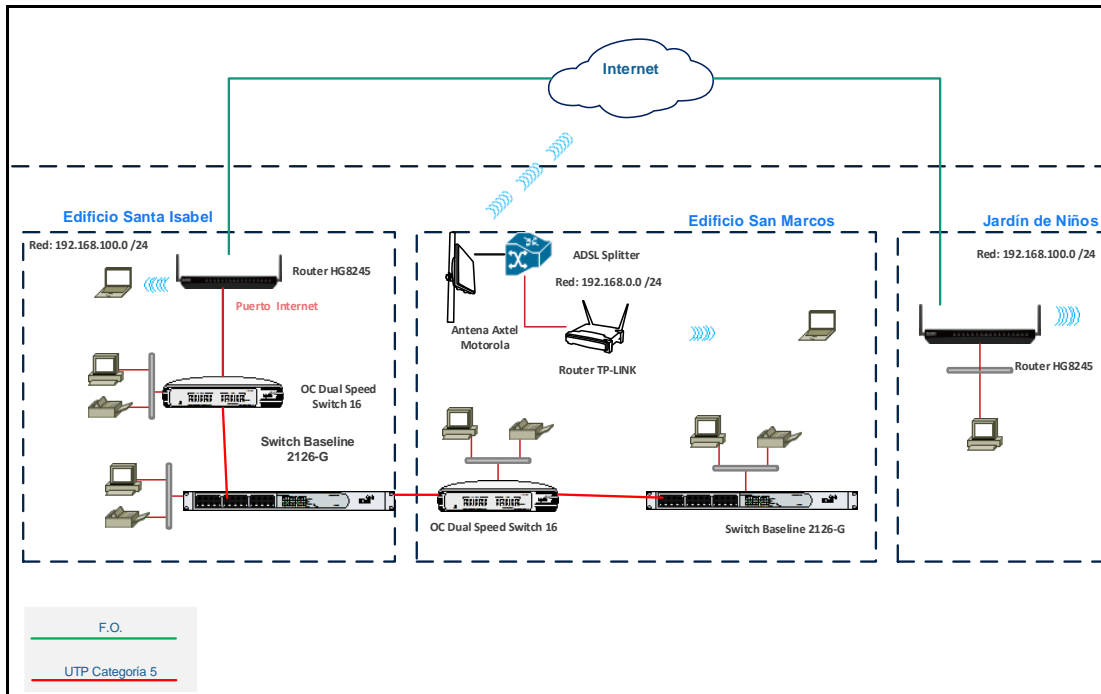 Internet
Edificio Santa Isabel
Edificio San Marcos
Jardín de Niños
Red: 192.168.100.0 /24
Router HG8245
Puerto Internet
OC Dual Speed
Switch 16
Switch Baseline
2126-G
ADSL Splitter
Red: 192.168.0.0 /24
Antena Axtel
Motorola
Router TP-LINK
OC Dual Speed Switch 16
Switch Baseline 2126-G
Red: 192.168.100.0 /24
Router HG8245
F.O.
UTP Categoría 5